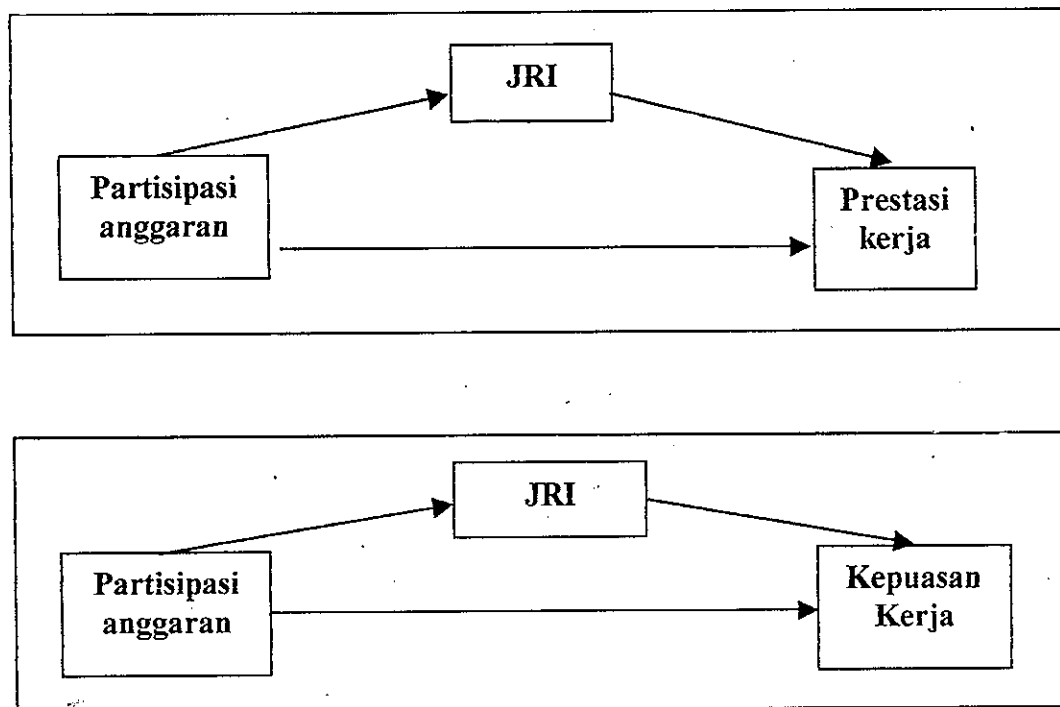 JRI
Partisipasi
anggaran
Prestasi
kerja
JRI
Partisipasi
anggaran
Kepuasan
Kerja